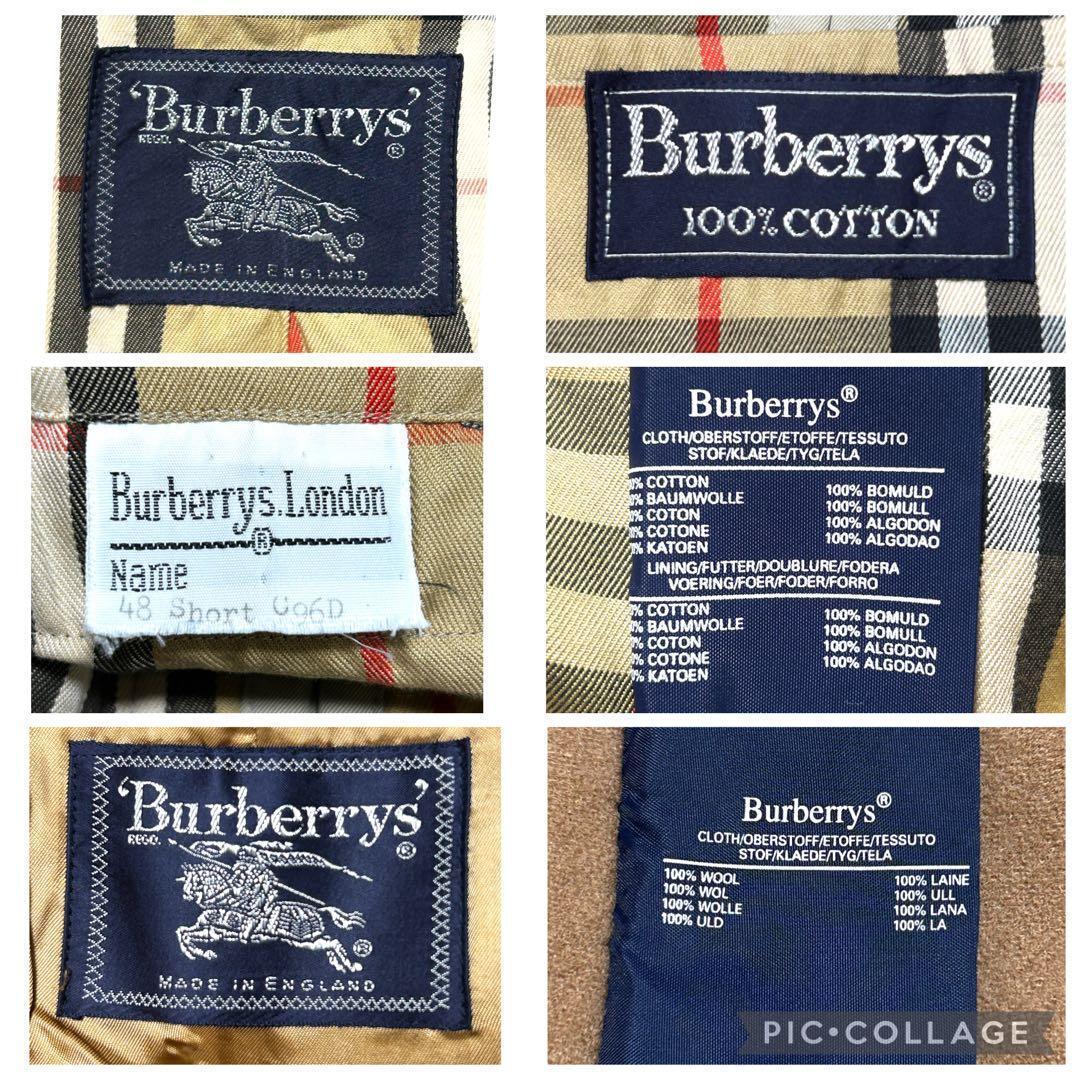 'Burberrys'
REGD.
®
®
MADE IN ENGLAND
Burberrys®
100% COTTON
Burberrys.London
®
Name
48 Short C96D
Burberrys®
CLOTH/OBERSTOFF/ETOFFE/TESSUTO
STOF/KLAEDE/TYG/TELA
% COTTON
% BAUMWOLLE
% COTON
% COTONE
% KATOEN
100% BOMULD
100% BOMULL
100% ALGODON
100% ALGODAO
LINING/FUTTER/DOUBLURE/FODERA
VOERING/FOER/FODER/FORRO
% COTTON
% BAUMWOLLE
% COTON
% COTONE
% KATOEN
100% BOMULD
100% BOMULL
100% ALGODON
100% ALGODAO
'Burberrys'
REGD.
®
®
MADE IN ENGLAND
Burberrys®
CLOTH/OBERSTOFF/ETOFFE/TESSUTO
STOF/KLAEDE/TYG/TELA
100% WOOL
100% WOL
100% WOLLE
100% ULD
100% LAINE
100% ULL
100% LANA
100% LA
PIC•COLLAGE